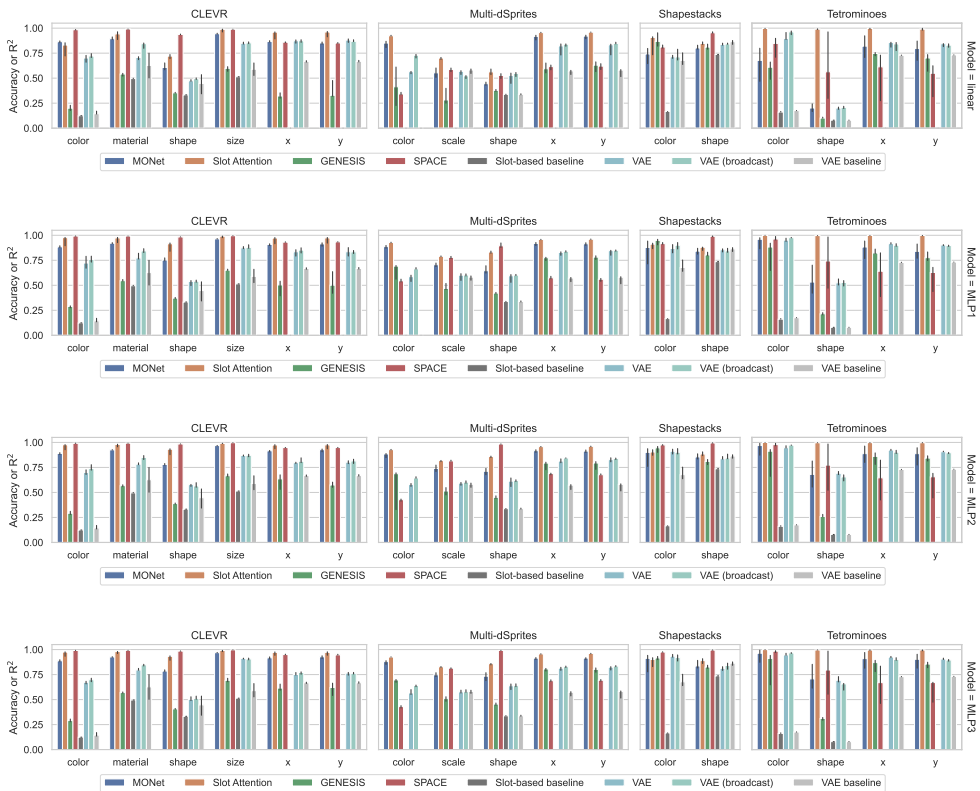 CLEVR Multi-dSprites Shapestacks Tetrominoes
Accuracy or R²
1.00
0.75
0.50
0.25
0.00
color material shape size x y color scale shape x y color shape color shape x y
Model = linear
MONet Slot Attention GENESIS SPACE Slot-based baseline VAE VAE (broadcast) VAE baseline
CLEVR Multi-dSprites Shapestacks Tetrominoes
Accuracy or R²
1.00
0.75
0.50
0.25
0.00
color material shape size x y color scale shape x y color shape color shape x y
Model = MLP1
MONet Slot Attention GENESIS SPACE Slot-based baseline VAE VAE (broadcast) VAE baseline
CLEVR Multi-dSprites Shapestacks Tetrominoes
Accuracy or R²
1.00
0.75
0.50
0.25
0.00
color material shape size x y color scale shape x y color shape color shape x y
Model = MLP2
MONet Slot Attention GENESIS SPACE Slot-based baseline VAE VAE (broadcast) VAE baseline
CLEVR Multi-dSprites Shapestacks Tetrominoes
Accuracy or R²
1.00
0.75
0.50
0.25
0.00
color material shape size x y color scale shape x y color shape color shape x y
Model = MLP3
MONet Slot Attention GENESIS SPACE Slot-based baseline VAE VAE (broadcast) VAE baseline